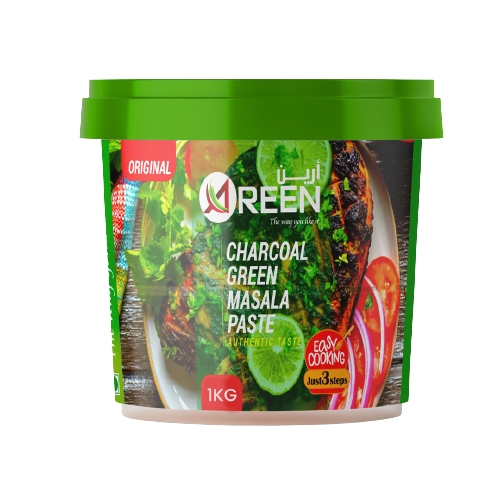 ORIGINAL
أرين
REEN
The way you like it
CHARCOAL
GREEN
MASALA
PASTE
AUTHENTIC TASTE
EASY
COOKING
Just 3 steps
1KG